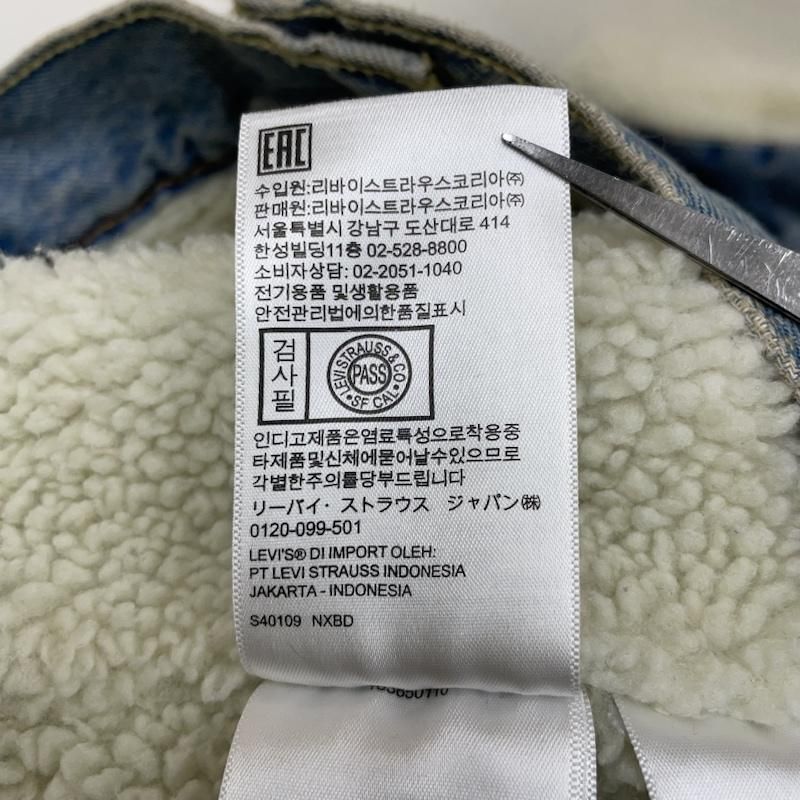 EAC
수입원:리바이스트라우스코리아㈜
판매원:리바이스트라우스코리아㈜
서울특별시 강남구 도산대로 414
한성빌딩11층 02-528-8800
소비자상담: 02-2051-1040
전기용품 및생활용품
안전관리법에의한품질표시
검사필
LEVI STRAUSS & CO
PASS
SF CAL
인디고제품은염료특성으로착용중
타제품및신체에묻어날수있으므로
각별한주의를당부드립니다
リーバイ・ストラウス ジャパン㈱
0120-099-501
LEVI'S® DI IMPORT OLEH:
PT LEVI STRAUSS INDONESIA
JAKARTA - INDONESIA
S40109 NXBD